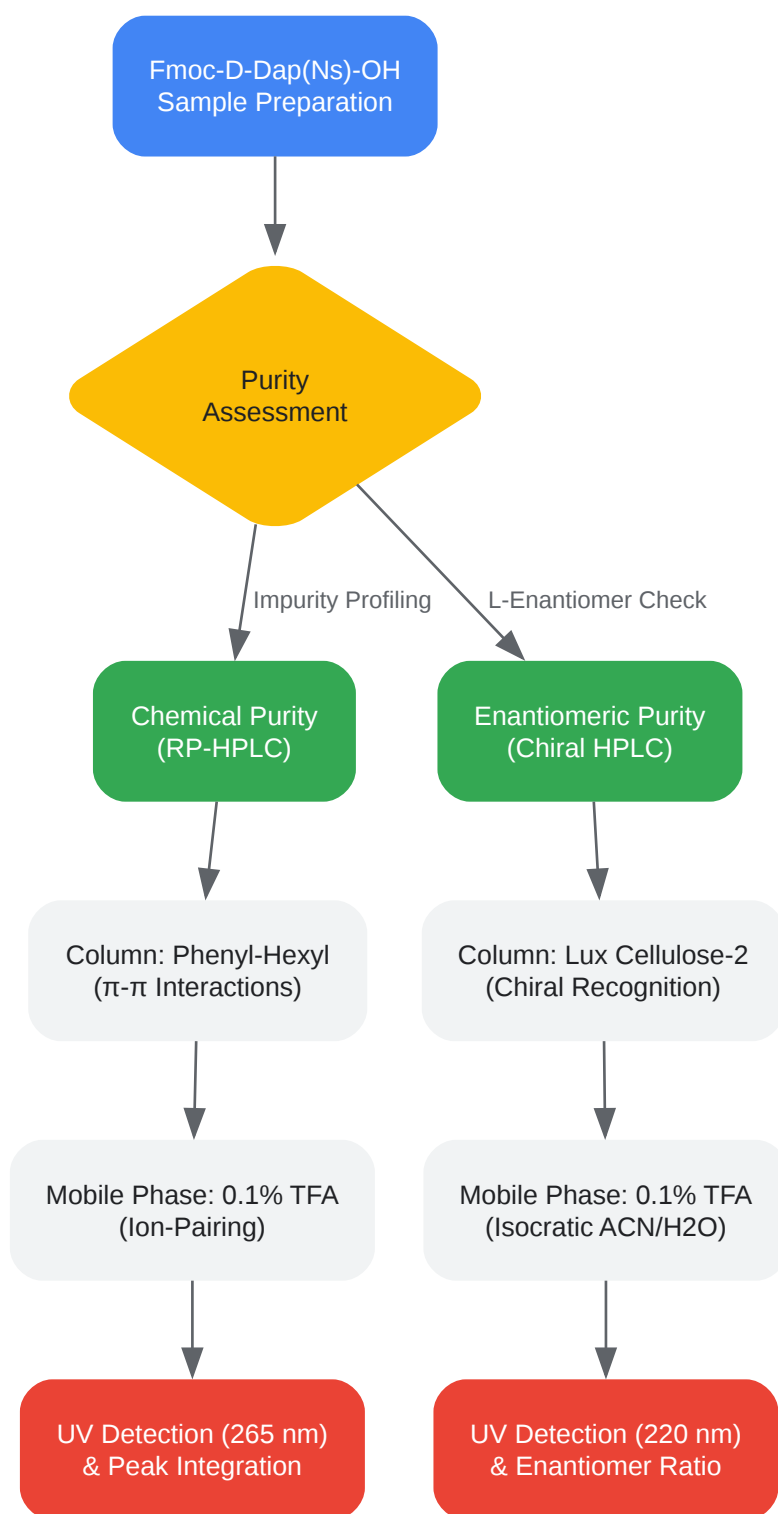 Fmoc-D-Dap(Ns)-OH
Sample Preparation
Purity
Assessment
Impurity Profiling
L-Enantiomer Check
Chemical Purity
(RP-HPLC)
Enantiomeric Purity
(Chiral HPLC)
Column: Phenyl-Hexyl
(π-π Interactions)
Column: Lux Cellulose-2
(Chiral Recognition)
Mobile Phase: 0.1% TFA
(Ion-Pairing)
Mobile Phase: 0.1% TFA
(Isocratic ACN/H2O)
UV Detection (265 nm)
& Peak Integration
UV Detection (220 nm)
& Enantiomer Ratio